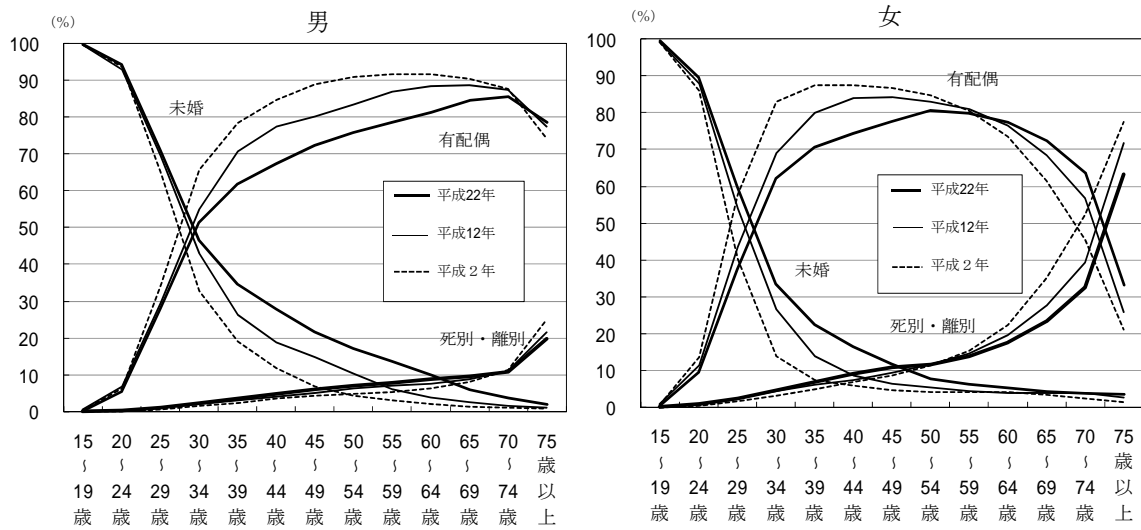 男
(%)
100
90
80
70
60
50
40
30
20
10
0
未婚
有配偶
平成22年
平成12年
平成２年
死別・離別
15～19歳
20～24歳
25～29歳
30～34歳
35～39歳
40～44歳
45～49歳
50～54歳
55～59歳
60～64歳
65～69歳
70～74歳
75歳以上
女
(%)
100
90
80
70
60
50
40
30
20
10
0
有配偶
平成22年
平成12年
平成２年
未婚
死別・離別
15～19歳
20～24歳
25～29歳
30～34歳
35～39歳
40～44歳
45～49歳
50～54歳
55～59歳
60～64歳
65～69歳
70～74歳
75歳以上